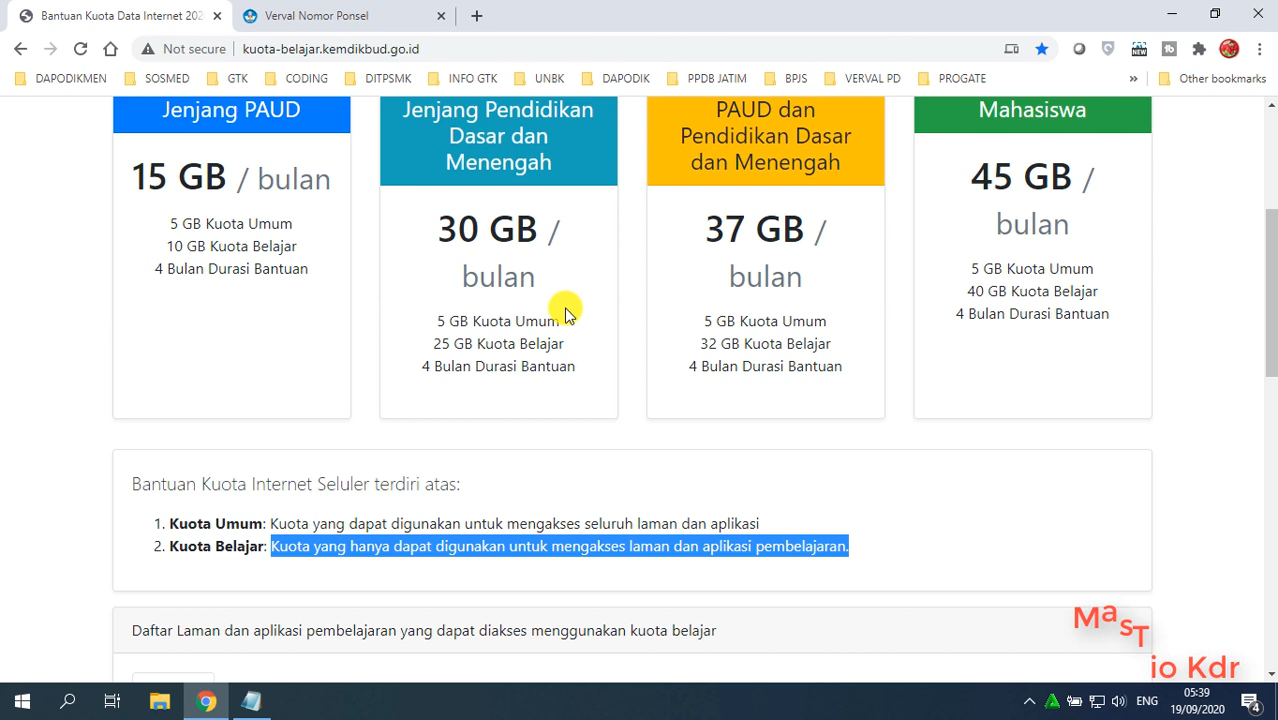 Bantuan Kuota Data Internet 202
Verval Nomor Ponsel
Not secure
kuota-belajar.kemdikbud.go.id
NEW
DAPODIKMEN
SOSMED
GTK
CODING
DITPSMK
INFO GTK
UNBK
DAPODIK
PPDB JATIM
BPJS
VERVAL PD
PROGATE
»
Other bookmarks
Jenjang PAUD
15 GB / bulan
5 GB Kuota Umum
10 GB Kuota Belajar
4 Bulan Durasi Bantuan
Jenjang Pendidikan
Dasar dan
Menengah
30 GB /
bulan
5 GB Kuota Umum
25 GB Kuota Belajar
4 Bulan Durasi Bantuan
PAUD dan
Pendidikan Dasar
dan Menengah
37 GB /
bulan
5 GB Kuota Umum
32 GB Kuota Belajar
4 Bulan Durasi Bantuan
Mahasiswa
45 GB /
bulan
5 GB Kuota Umum
40 GB Kuota Belajar
4 Bulan Durasi Bantuan
Bantuan Kuota Internet Seluler terdiri atas:
1. Kuota Umum: Kuota yang dapat digunakan untuk mengakses seluruh laman dan aplikasi
2. Kuota Belajar: Kuota yang hanya dapat digunakan untuk mengakses laman dan aplikasi pembelajaran.
Daftar Laman dan aplikasi pembelajaran yang dapat diakses menggunakan kuota belajar
MasT
io Kdr
ENG
05:39
19/09/2020
4